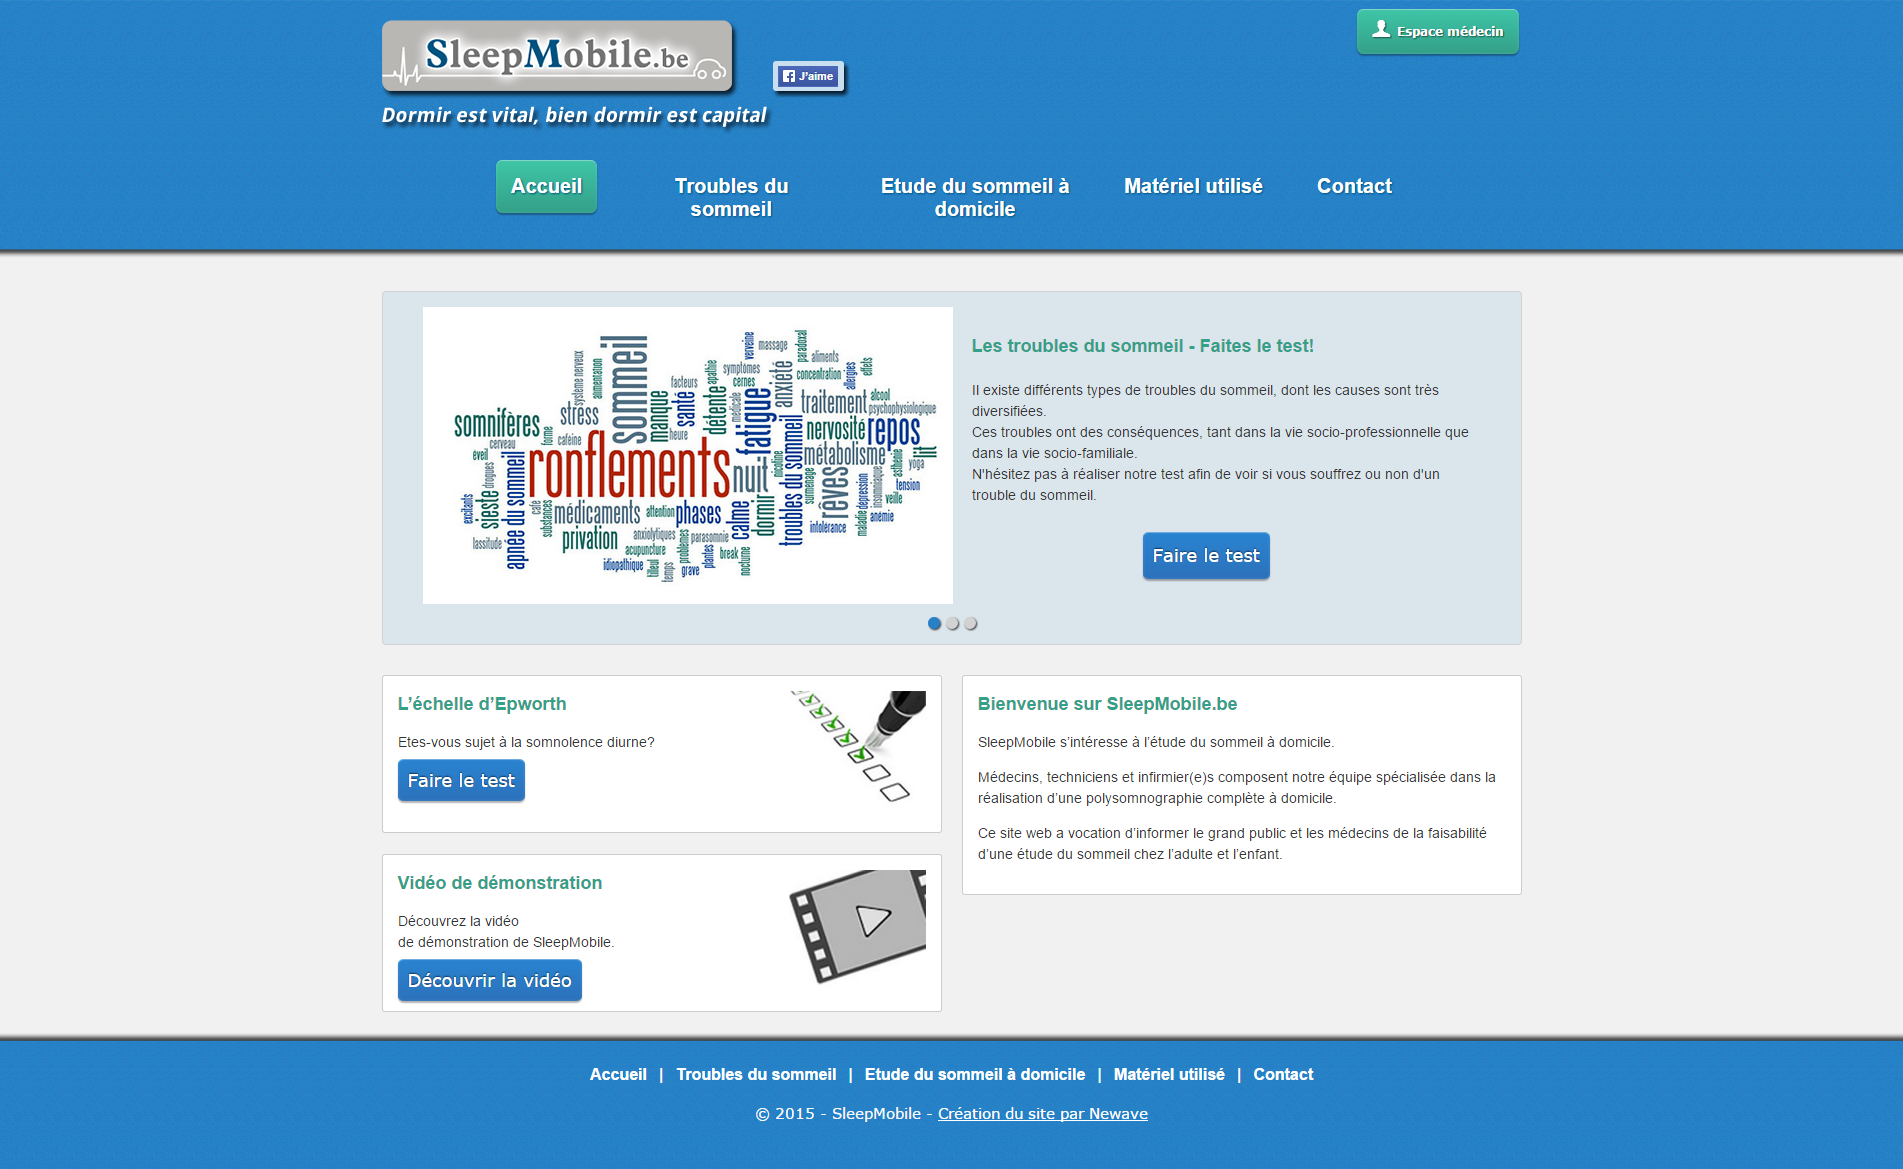 SleepMobile.be
Espace médecin
J'aime
Dormir est vital, bien dormir est capital
Accueil
Troubles du
sommeil
Etude du sommeil à
domicile
Matériel utilisé
Contact
somnifères
cerveau
eveil
drogues
excitants
sieste
lassitude
apnée du sommeil
forme
caféine
stress
système nerveux
alimentation
sommeil
ronflements
café
substances
médicaments
privation
attention
anxiolytiques
acupuncture
idiopathique
tilleul
temps
problèmes
grave
plantes
parasomnie
phases
break
nocturne
calme
dormir
nuit
manque
heure
facteurs
santé
détente
apathie
symptômes
cernes
médicale
fatigue
verveine
massage
anxiété
paradoxal
aliments
concentration
allergies
effets
traitement
alcool
psychophysiologique
nervosité
repos
métabolisme
lit
nicotine
troubles du sommeil
surmenage
rêves
intolérance
maladie
dépression
insomniaque
anémie
veille
tension
asthénie
yoga
Les troubles du sommeil - Faites le test!
Il existe différents types de troubles du sommeil, dont les causes sont très
diversifiées.
Ces troubles ont des conséquences, tant dans la vie socio-professionnelle que
dans la vie socio-familiale.
N'hésitez pas à réaliser notre test afin de voir si vous souffrez ou non d'un
trouble du sommeil.
Faire le test
L’échelle d’Epworth
Etes-vous sujet à la somnolence diurne?
Faire le test
Vidéo de démonstration
Découvrez la vidéo
de démonstration de SleepMobile.
Découvrir la vidéo
Bienvenue sur SleepMobile.be
SleepMobile s’intéresse à l’étude du sommeil à domicile.
Médecins, techniciens et infirmier(e)s composent notre équipe spécialisée dans la
réalisation d’une polysomnographie complète à domicile.
Ce site web a vocation d’informer le grand public et les médecins de la faisabilité
d’une étude du sommeil chez l’adulte et l’enfant.
Accueil | Troubles du sommeil | Etude du sommeil à domicile | Matériel utilisé | Contact
© 2015 - SleepMobile - Création du site par Newave